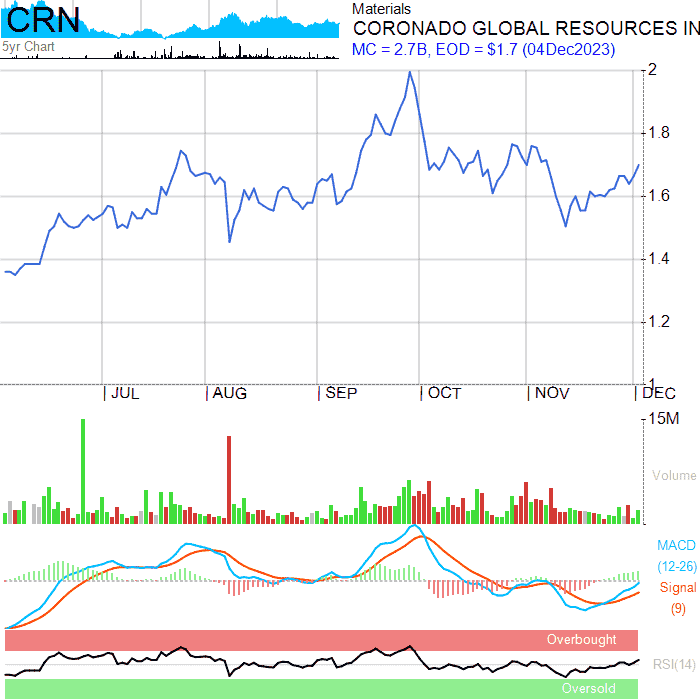 CRN
5yr Chart
Materials
CORONADO GLOBAL RESOURCES IN
MC = 2.7B, EOD = $1.7 (04Dec2023)
2
1.8
1.6
1.4
1.2
1
JUL AUG SEP OCT NOV DEC
15M
Volume
MACD
(12-26)
Signal
(9)
Overbought
RSI(14)
Oversold